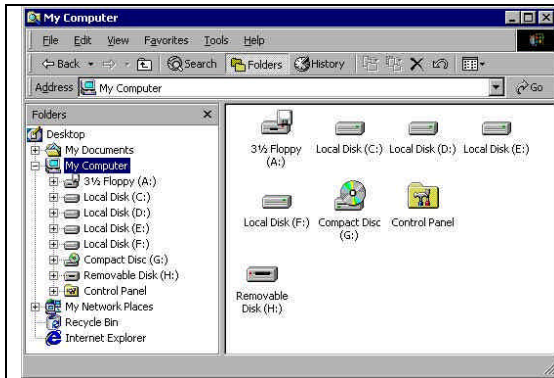 My Computer
File Edit View Favorites Tools Help
Back Search Folders History
Address My Computer Go
Folders
Desktop
My Documents
My Computer
3½ Floppy (A:)
Local Disk (C:)
Local Disk (D:)
Local Disk (E:)
Local Disk (F:)
Compact Disc (G:)
Removable Disk (H:)
Control Panel
My Network Places
Recycle Bin
Internet Explorer
3½ Floppy (A:)
Local Disk (C:)
Local Disk (D:)
Local Disk (E:)
Local Disk (F:)
Compact Disc (G:)
Control Panel
Removable Disk (H:)